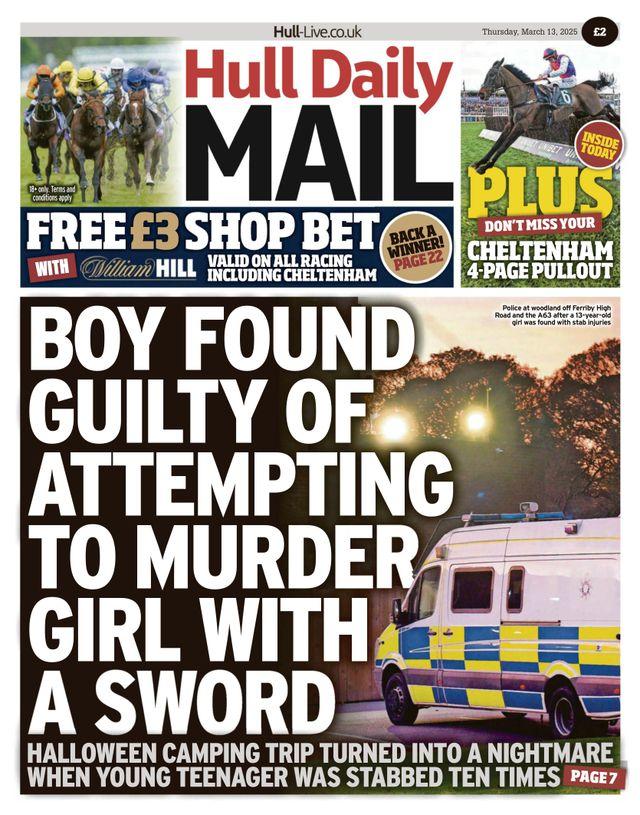 Hull-Live.co.uk
Thursday, March 13, 2025
£2
Hull Daily
MAIL
18+ only. Terms and
conditions apply
FREE £3 SHOP BET
WITH William HILL VALID ON ALL RACING
INCLUDING CHELTENHAM
BACK A
WINNER!
PAGE 22
6
INSIDE
TODAY
PLUS
DON'T MISS YOUR
CHELTENHAM
4-PAGE PULLOUT
Police at woodland off Ferriby High
Road and the A63 after a 13-year-old
girl was found with stab injuries
BOY FOUND
GUILTY OF
ATTEMPTING
TO MURDER
GIRL WITH
A SWORD
HALLOWEEN CAMPING TRIP TURNED INTO A NIGHTMARE
WHEN YOUNG TEENAGER WAS STABBED TEN TIMES PAGE 7